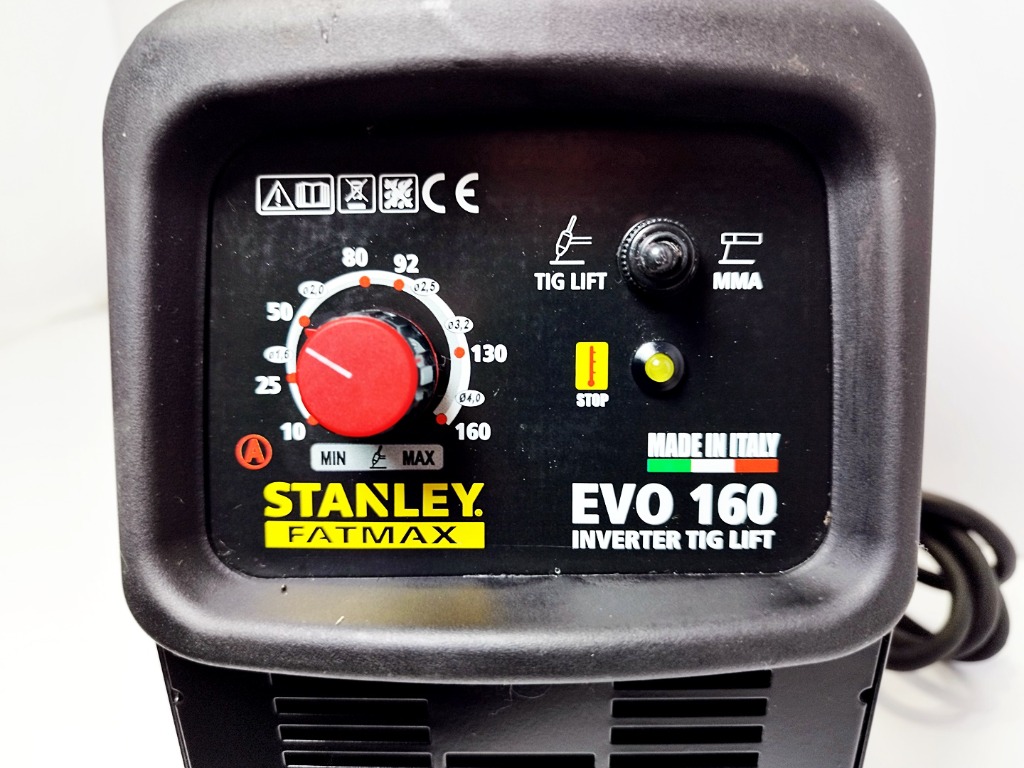 CE
80
92
ø2,0
ø2,5
50
ø3,2
TIG LIFT
MMA
ø1,6
130
25
STOP
Ø4,0
10
160
A
MIN MAX
MADE IN ITALY
STANLEY.
FATMAX
EVO 160
INVERTER TIG LIFT